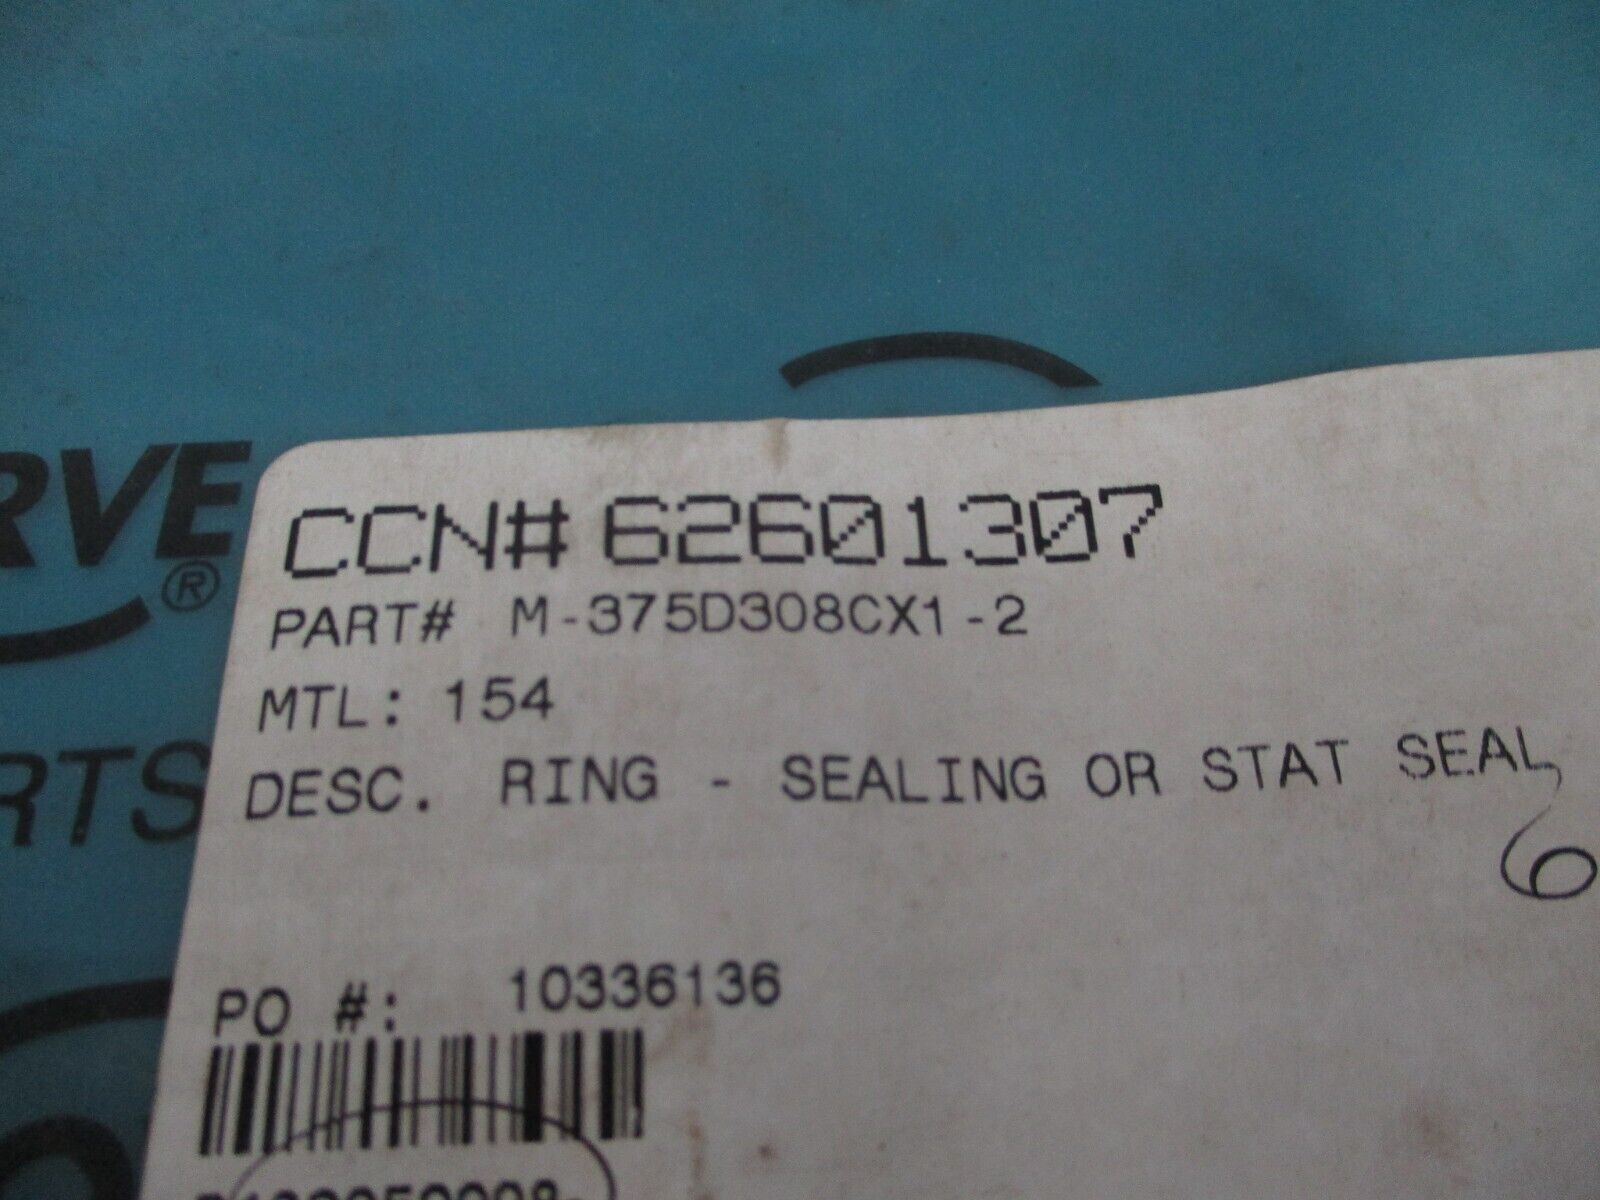 RVE®
RTS
CCN# 62601307
PART# M-375D308CX1-2
MTL: 154
DESC. RING - SEALING OR STAT SEAL
6
PO #: 10336136